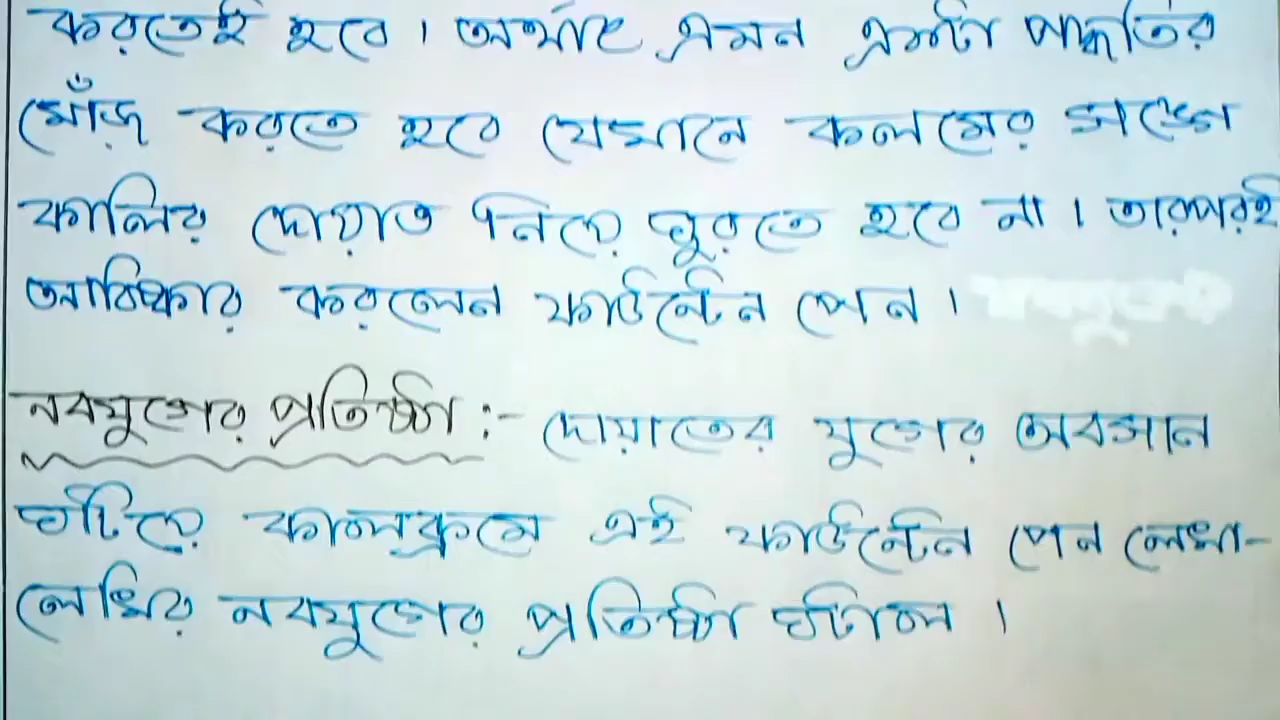 করতেই হবে। অর্থাৎ এমন একটা পদ্ধতির
খোঁজ করতে হবে যেখানে কলমের সঙ্গে
কালির দোয়াত নিয়ে ঘুরতে হবে না। তারপরই
আবিষ্কার করলেন ফাউন্টেন পেন।
নবযুগের প্রতিষ্ঠা :- দোয়াতের যুগের অবসান
ঘটিয়ে কালক্রমে এই ফাউন্টেন পেন লেখা-
লেখির নবযুগের প্রতিষ্ঠা ঘটাল।